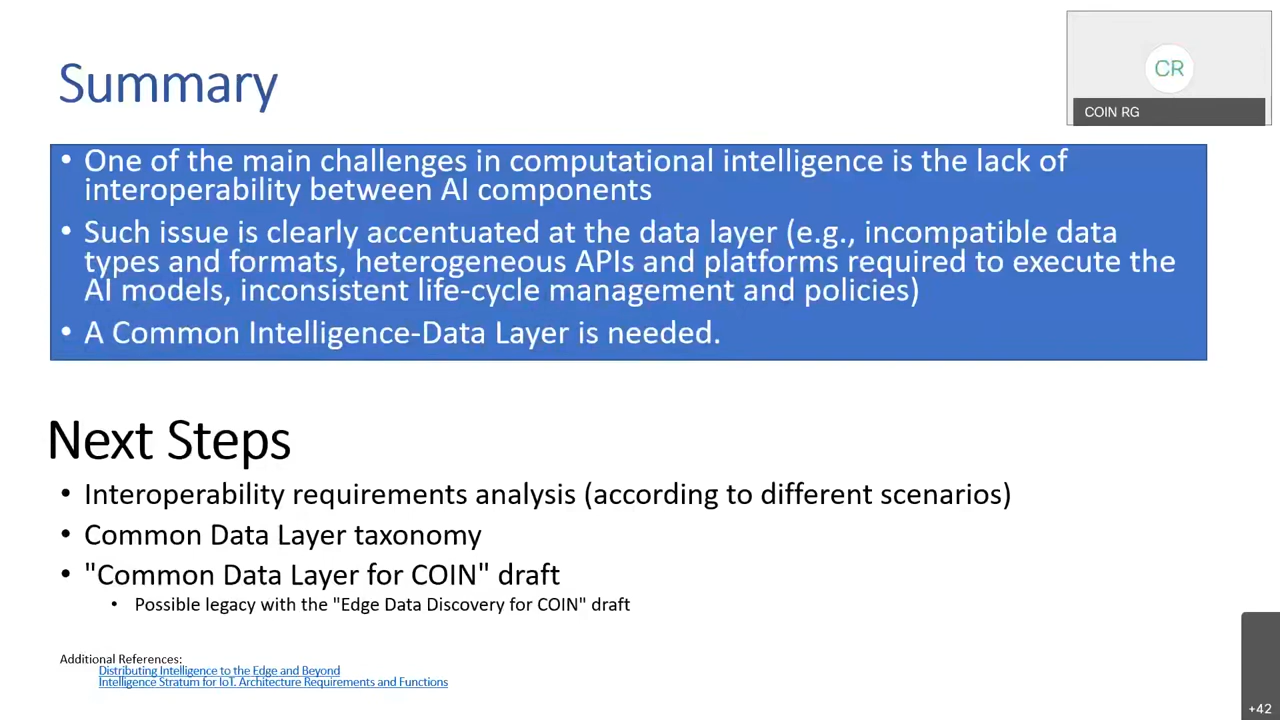 Summary
CR
COIN RG
• One of the main challenges in computational intelligence is the lack of
interoperability between AI components
• Such issue is clearly accentuated at the data layer (e.g., incompatible data
types and formats, heterogeneous APIs and platforms required to execute the
AI models, inconsistent life-cycle management and policies)
• A Common Intelligence-Data Layer is needed.
Next Steps
• Interoperability requirements analysis (according to different scenarios)
• Common Data Layer taxonomy
• "Common Data Layer for COIN" draft
• Possible legacy with the "Edge Data Discovery for COIN" draft
Additional References:
Distributing Intelligence to the Edge and Beyond
Intelligence Stratum for IoT. Architecture Requirements and Functions
+42